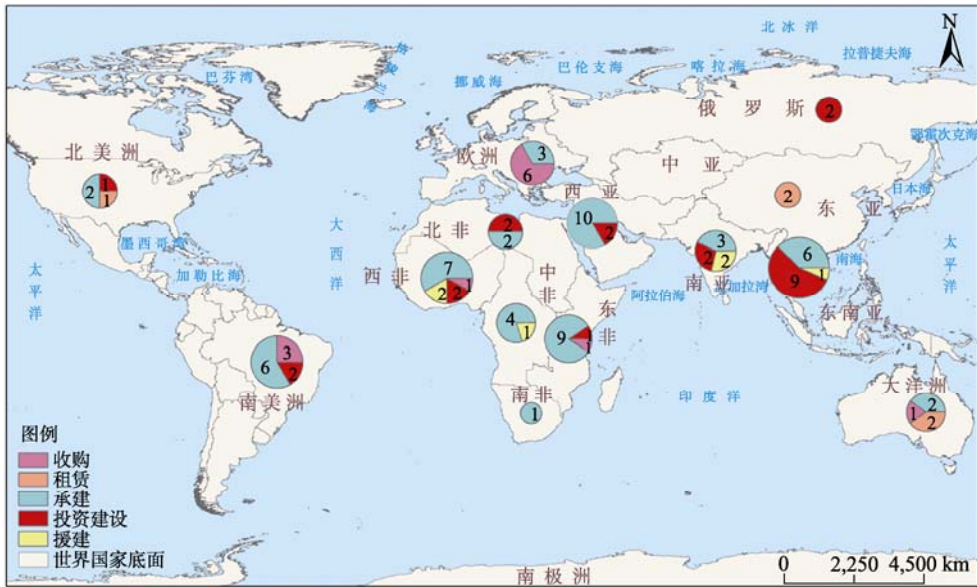 北冰洋
N
拉普捷夫海
喀拉海
巴伦支海
挪威海
巴芬湾
俄罗斯
2
鄂霍次克海
北美洲
欧洲
3
6
中亚
2
1
1
西亚
2
东亚
日本海
10
2
大西洋
北非
2
2
3
2
2
南亚
墨西哥湾
加勒比海
太平洋
西非
7
1
2
2
中非
阿拉伯海
6
1
9
南海
太平洋
东南亚
4
1
东非
9
1
1
3
6
2
南美洲
南非
1
印度洋
大洋洲
2
1
2
图例
收购
租赁
承建
投资建设
援建
世界国家底面
0 2,250 4,500 km
南极洲